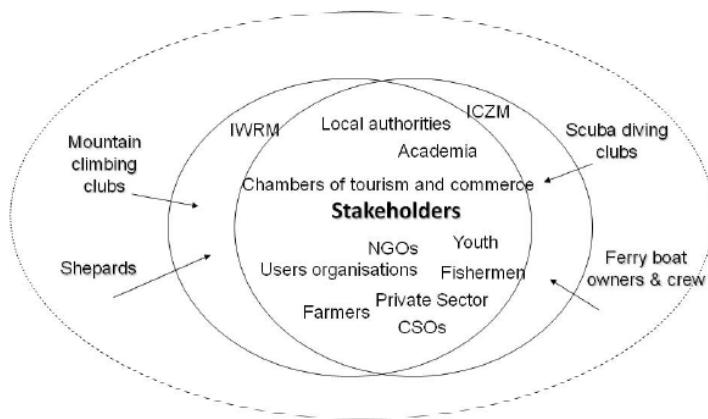 IWRM
ICZM
Local authorities
Academia
Mountain
climbing
clubs
Scuba diving
clubs
Chambers of tourism and commerce
Stakeholders
NGOs
Youth
Shepards
Users organisations
Fishermen
Ferry boat
owners & crew
Private Sector
Farmers
CSOs